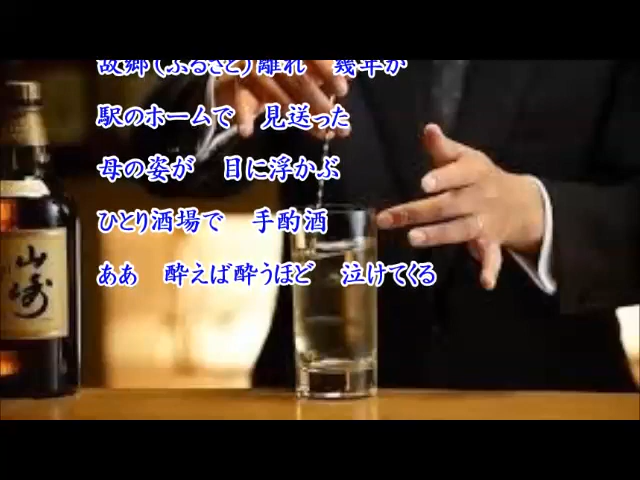 故郷(ふるさと)離れ　幾年か
駅のホームで　見送った
母の姿が　目に浮かぶ
ひとり酒場で　手酌酒
ああ　酔えば酔うほど　泣けてくる
山崎